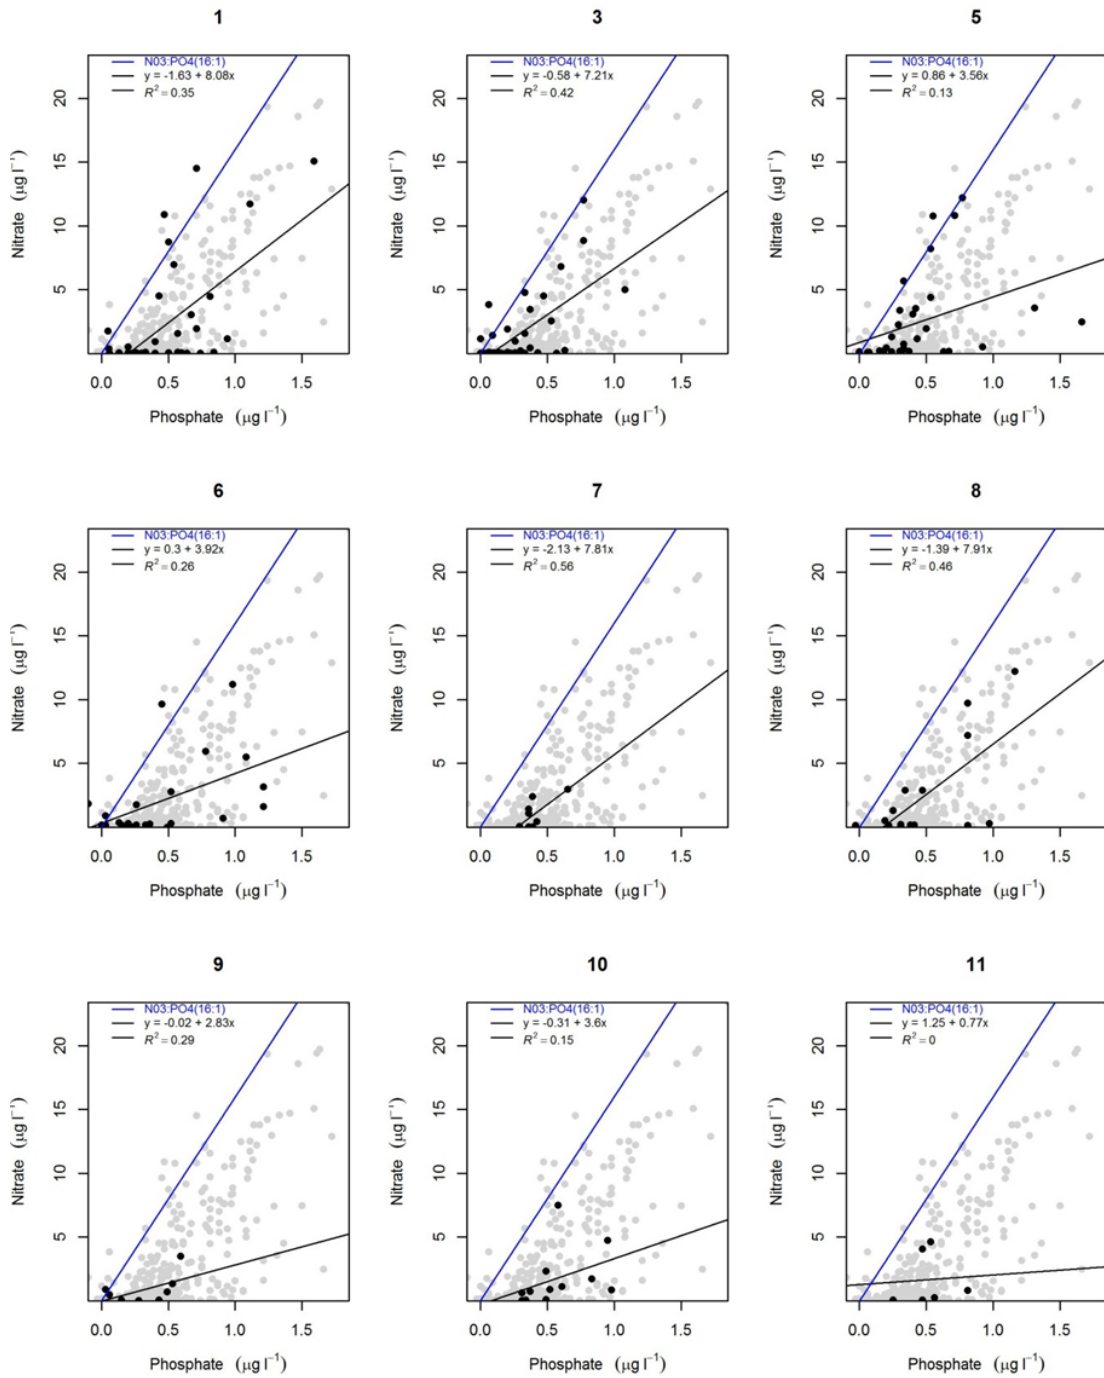 1
N03:PO4(16:1)
y = -1.63 + 8.08x
R² = 0.35
20
15
10
5
Nitrate (μg l⁻¹)
0.0 0.5 1.0 1.5
Phosphate (μg l⁻¹)
3
N03:PO4(16:1)
y = -0.58 + 7.21x
R² = 0.42
20
15
10
5
Nitrate (μg l⁻¹)
0.0 0.5 1.0 1.5
Phosphate (μg l⁻¹)
5
N03:PO4(16:1)
y = 0.86 + 3.56x
R² = 0.13
20
15
10
5
Nitrate (μg l⁻¹)
0.0 0.5 1.0 1.5
Phosphate (μg l⁻¹)
6
N03:PO4(16:1)
y = 0.3 + 3.92x
R² = 0.26
20
15
10
5
Nitrate (μg l⁻¹)
0.0 0.5 1.0 1.5
Phosphate (μg l⁻¹)
7
N03:PO4(16:1)
y = -2.13 + 7.81x
R² = 0.56
20
15
10
5
Nitrate (μg l⁻¹)
0.0 0.5 1.0 1.5
Phosphate (μg l⁻¹)
8
N03:PO4(16:1)
y = -1.39 + 7.91x
R² = 0.46
20
15
10
5
Nitrate (μg l⁻¹)
0.0 0.5 1.0 1.5
Phosphate (μg l⁻¹)
9
N03:PO4(16:1)
y = -0.02 + 2.83x
R² = 0.29
20
15
10
5
Nitrate (μg l⁻¹)
0.0 0.5 1.0 1.5
Phosphate (μg l⁻¹)
10
N03:PO4(16:1)
y = -0.31 + 3.6x
R² = 0.15
20
15
10
5
Nitrate (μg l⁻¹)
0.0 0.5 1.0 1.5
Phosphate (μg l⁻¹)
11
N03:PO4(16:1)
y = 1.25 + 0.77x
R² = 0
20
15
10
5
Nitrate (μg l⁻¹)
0.0 0.5 1.0 1.5
Phosphate (μg l⁻¹)